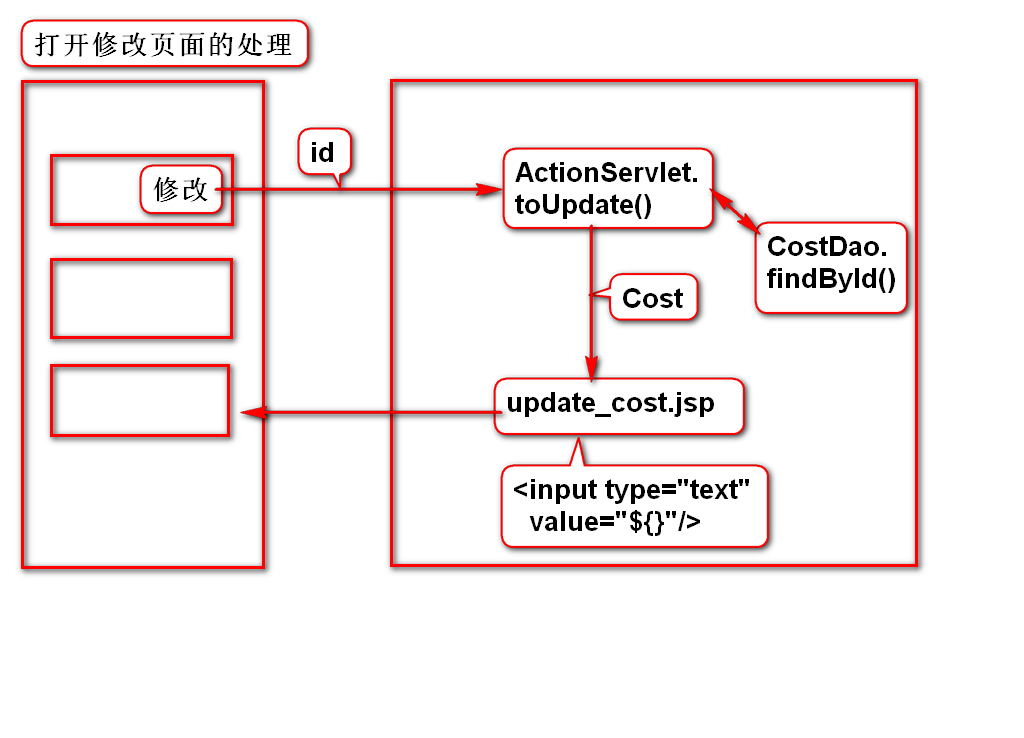 打开修改页面的处理
id
修改
ActionServlet.
toUpdate()
CostDao.
findById()
Cost
update_cost.jsp
<input type="text"
value="${}"/>